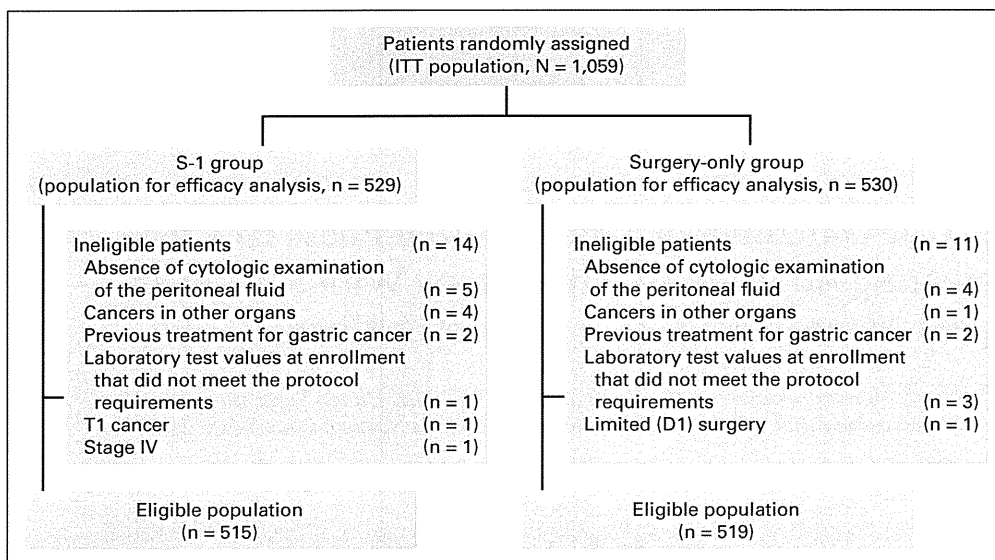 Patients randomly assigned
(ITT population, N = 1,059)
S-1 group
(population for efficacy analysis, n = 529)
Ineligible patients (n = 14)
Absence of cytologic examination
of the peritoneal fluid (n = 5)
Cancers in other organs (n = 4)
Previous treatment for gastric cancer (n = 2)
Laboratory test values at enrollment
that did not meet the protocol
requirements (n = 1)
T1 cancer (n = 1)
Stage IV (n = 1)
Eligible population
(n = 515)
Surgery-only group
(population for efficacy analysis, n = 530)
Ineligible patients (n = 11)
Absence of cytologic examination
of the peritoneal fluid (n = 4)
Cancers in other organs (n = 1)
Previous treatment for gastric cancer (n = 2)
Laboratory test values at enrollment
that did not meet the protocol
requirements (n = 3)
Limited (D1) surgery (n = 1)
Eligible population
(n = 519)